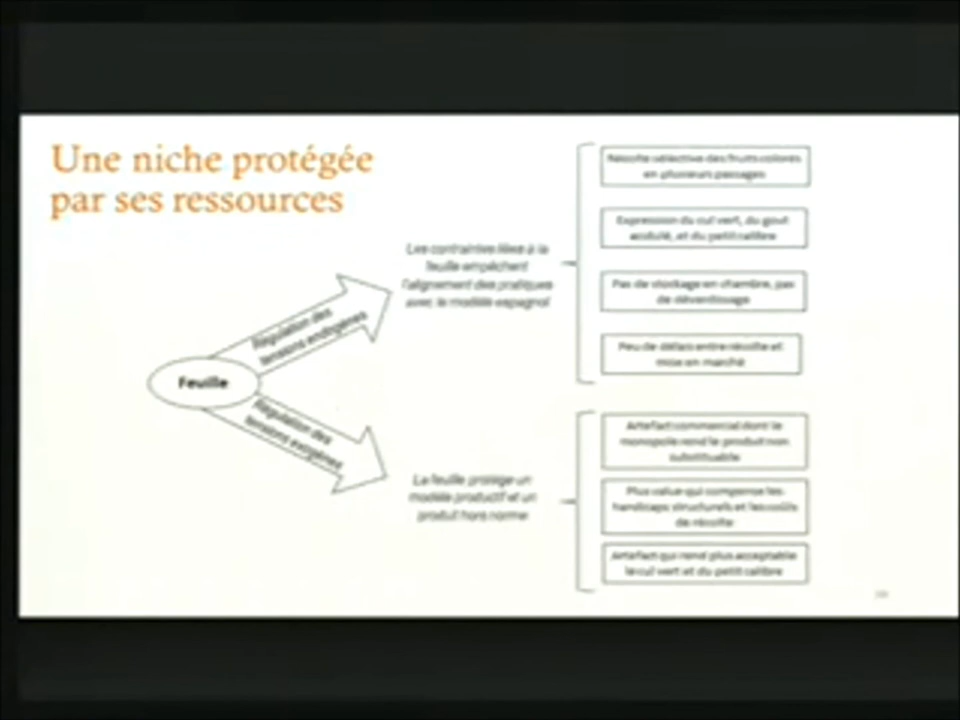 Une niche protégée
par ses ressources
Feuille
Régulation des
tensions endogènes
Régulation des
tensions exogènes
Les contraintes liées à la
feuille empêchent
l'alignement des pratiques
avec le modèle espagnol
La feuille protège un
modèle productif et un
produit hors norme
Récolte sélective des fruits colorés
en plusieurs passages
Expression du cul vert, du gout
acidulé, et du petit calibre
Pas de stockage en chambre, pas
de déverdissage
Peu de délais entre récolte et
mise en marché
Artefact commercial dont le
monopole rend le produit non
substituable
Plus value qui compense les
handicaps structurels et les coûts
de récolte
Artefact qui rend plus acceptable
le cul vert et du petit calibre